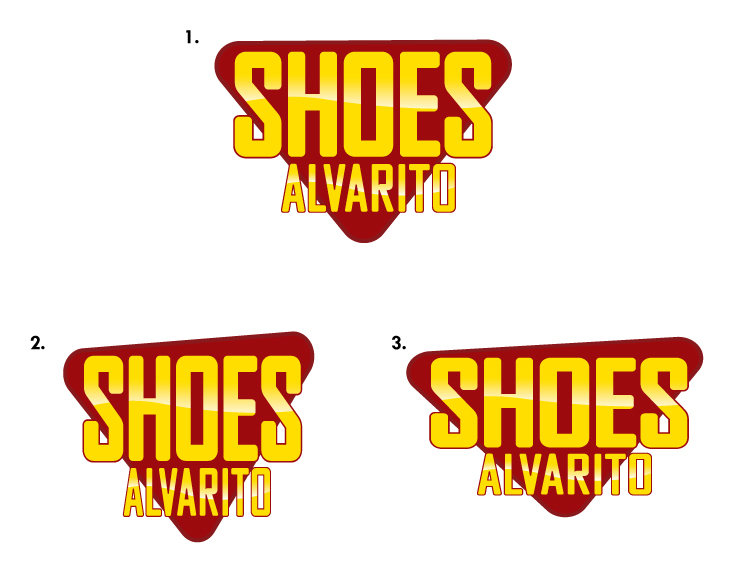 1.
SHOES
ALVARITO
2.
SHOES
ALVARITO
3.
SHOES
ALVARITO